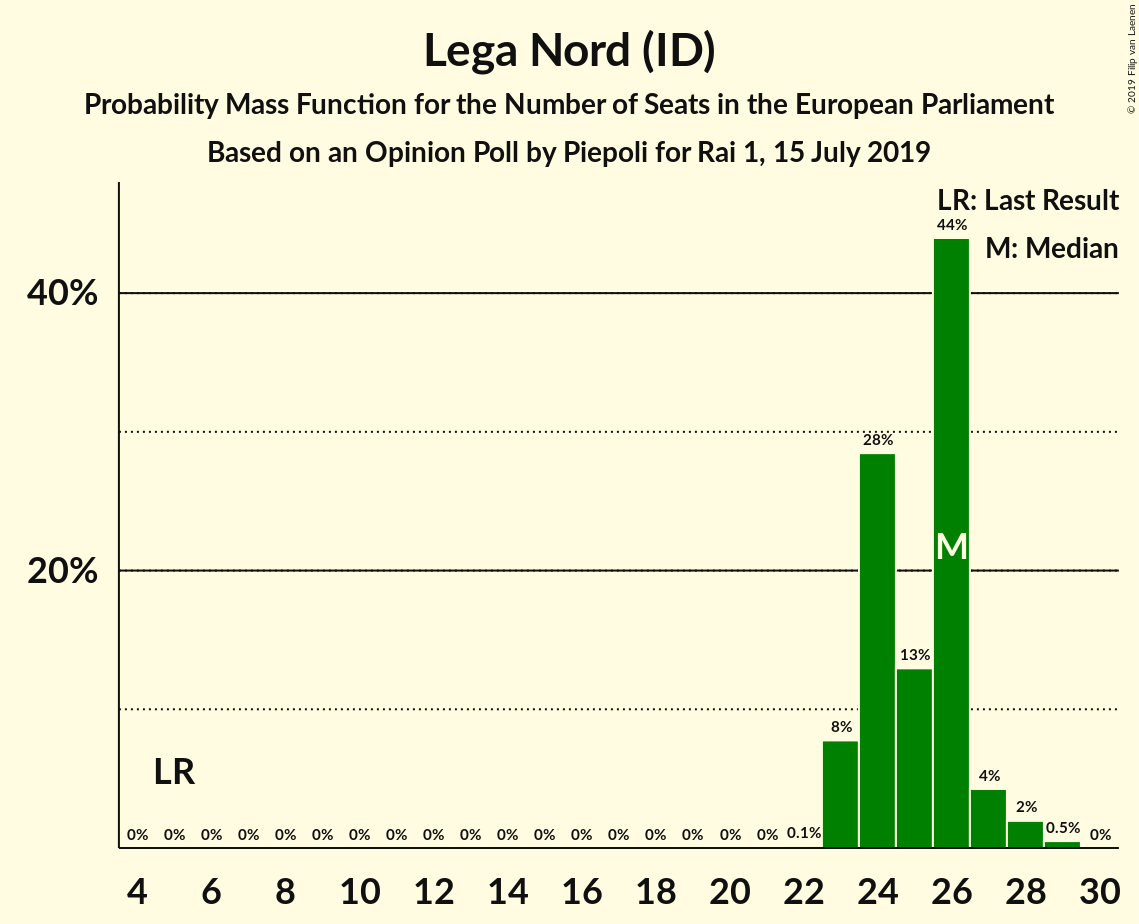 Lega Nord (ID)
Probability Mass Function for the Number of Seats in the European Parliament
Based on an Opinion Poll by Piepoli for Rai 1, 15 July 2019
© 2019 Filip van Laenen
LR: Last Result
M: Median
44%
40%
28%
M
20%
13%
8%
LR
4%
2%
0% 0% 0% 0% 0% 0% 0% 0% 0% 0% 0% 0% 0% 0% 0% 0% 0% 0% 0.1% 0.5% 0%
4 6 8 10 12 14 16 18 20 22 24 26 28 30